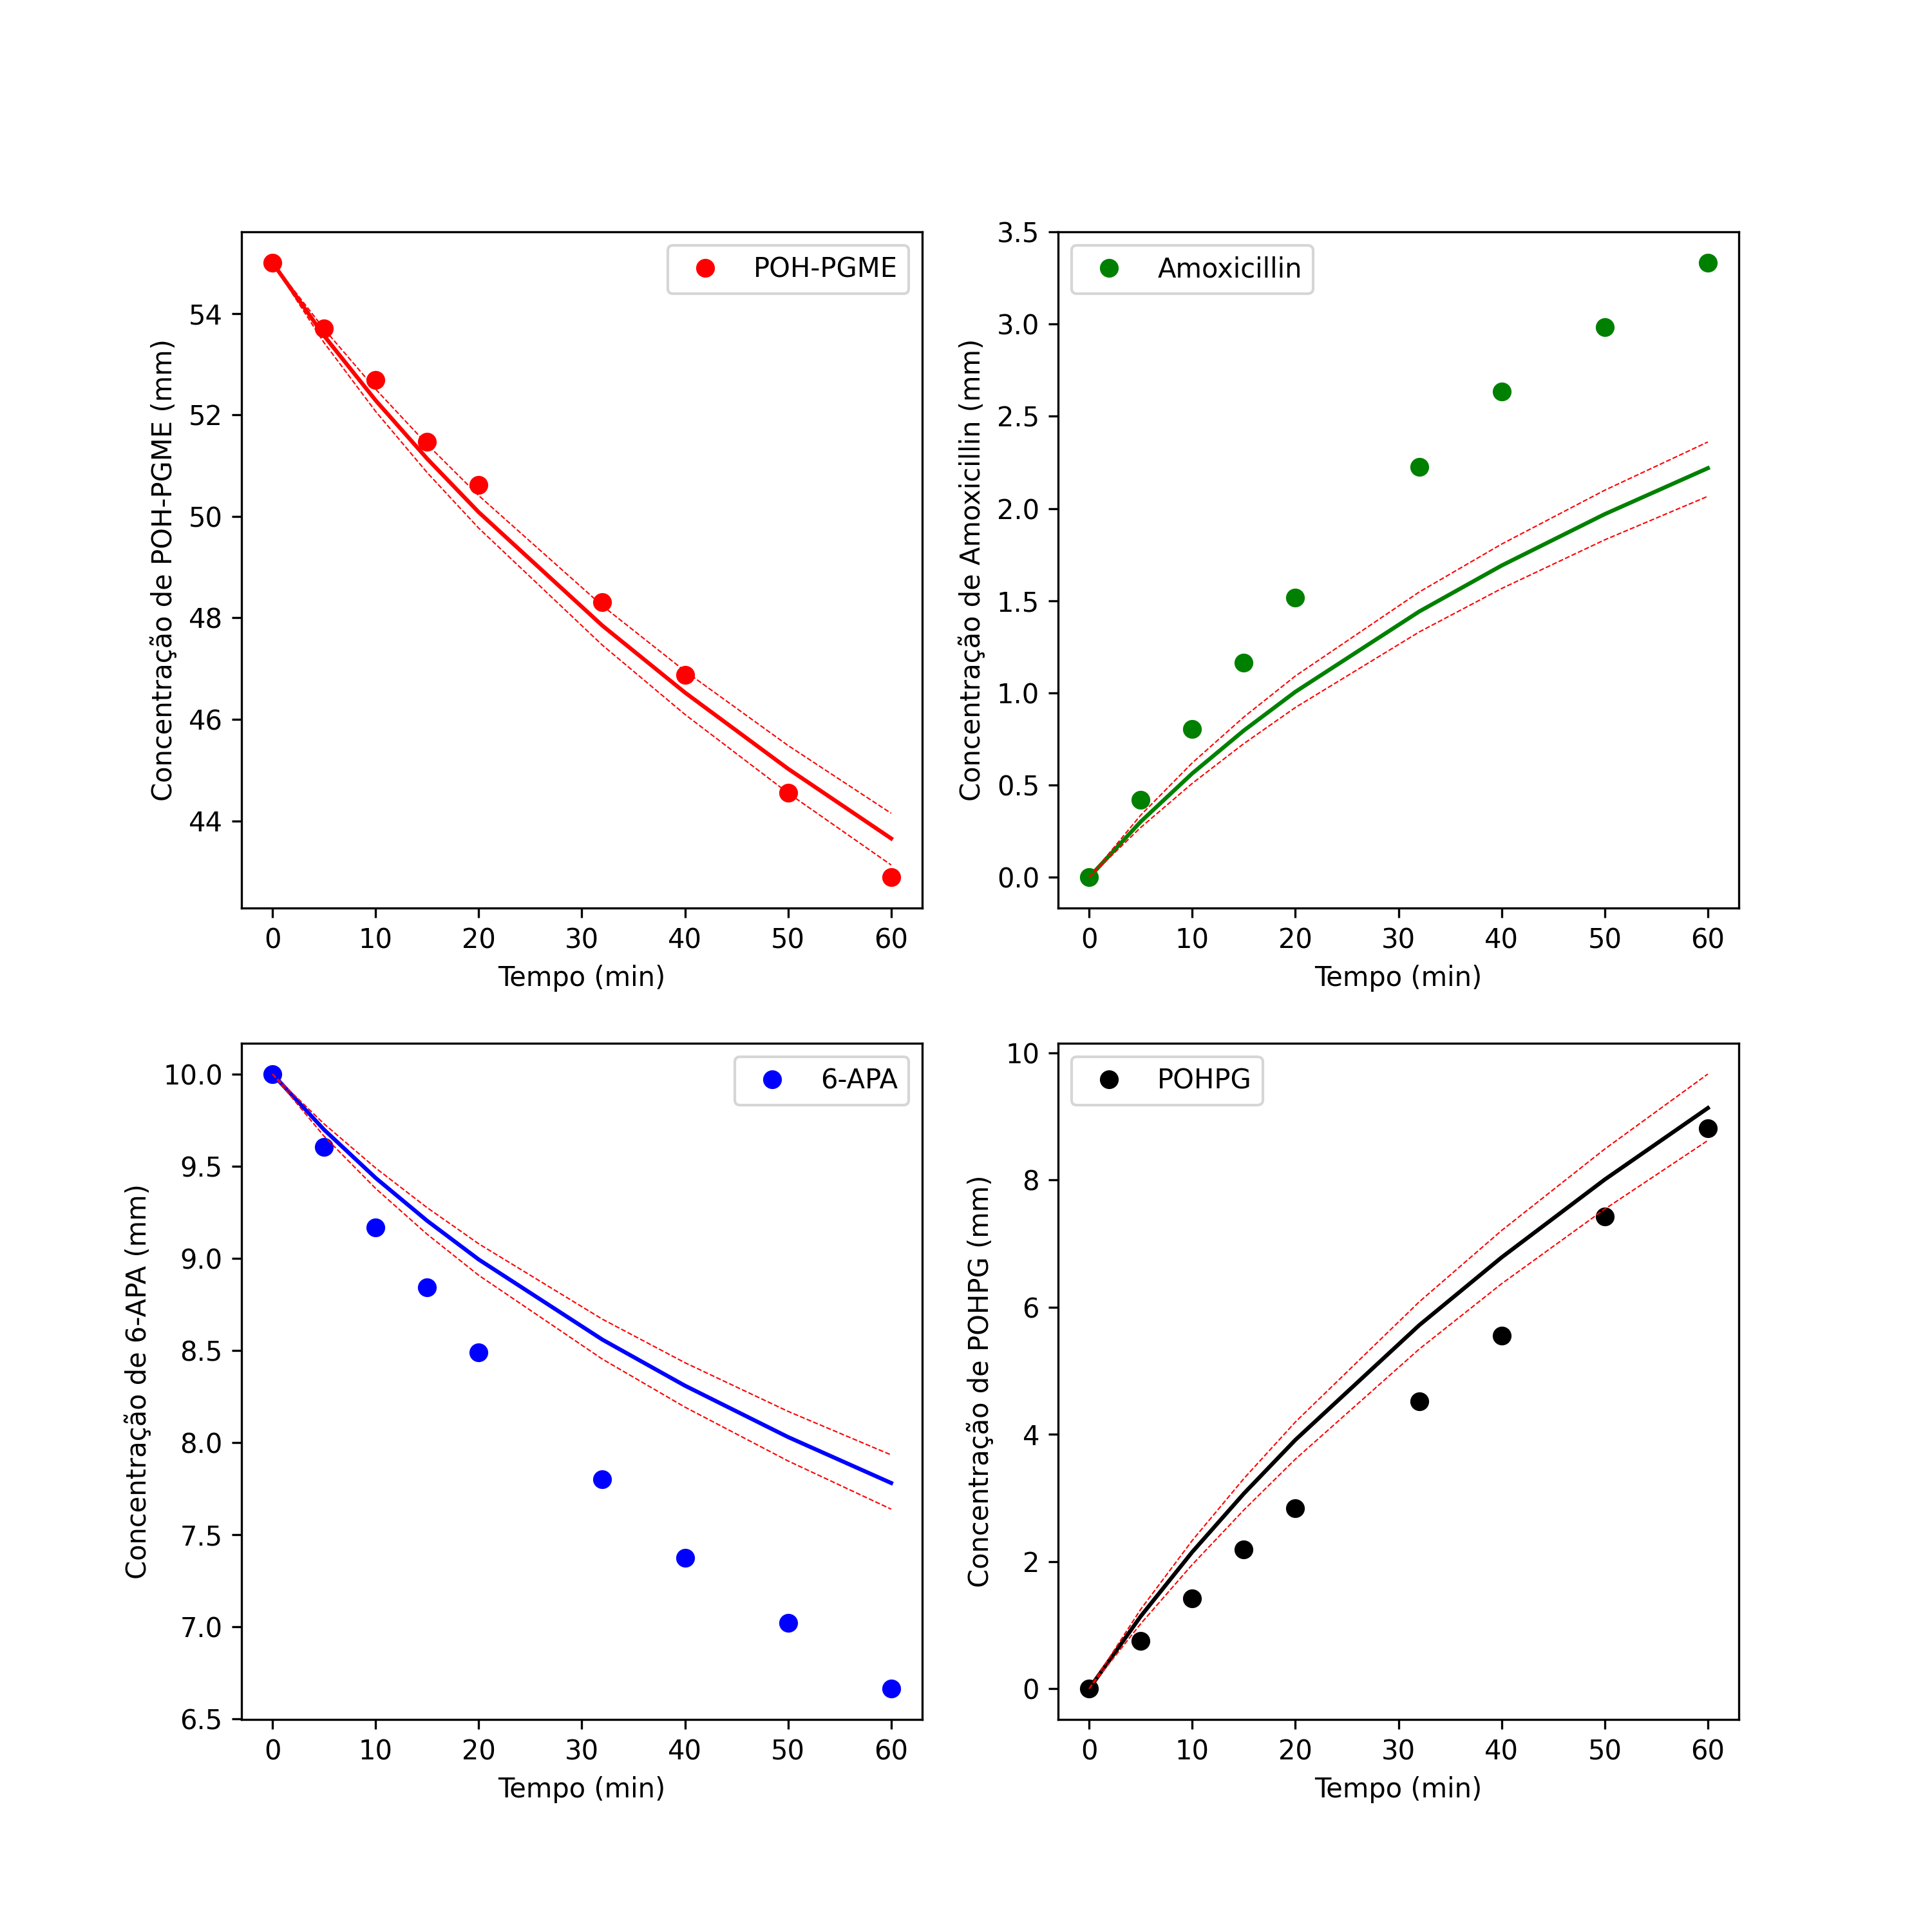 POH-PGME
Concentração de POH-PGME (mm)
54
52
50
48
46
44
0 10 20 30 40 50 60
Tempo (min)
Amoxicillin
Concentração de Amoxicillin (mm)
3.5
3.0
2.5
2.0
1.5
1.0
0.5
0.0
0 10 20 30 40 50 60
Tempo (min)
6-APA
Concentração de 6-APA (mm)
10.0
9.5
9.0
8.5
8.0
7.5
7.0
6.5
0 10 20 30 40 50 60
Tempo (min)
POHPG
Concentração de POHPG (mm)
10
8
6
4
2
0
0 10 20 30 40 50 60
Tempo (min)